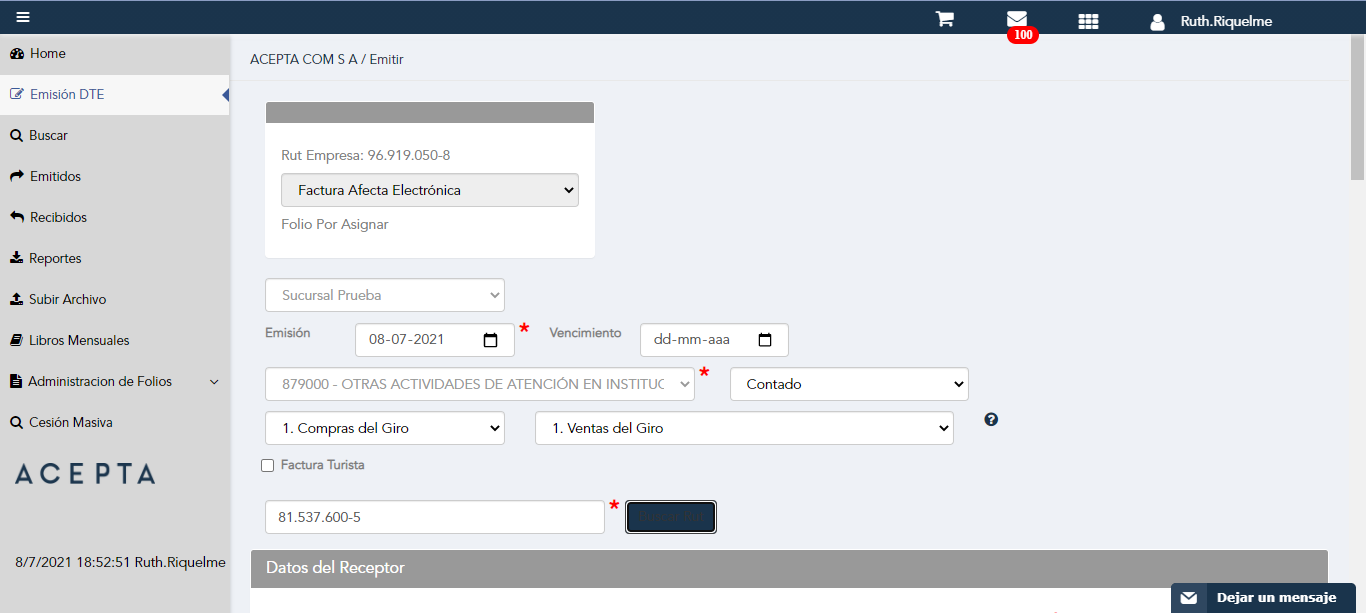 100
Ruth.Riquelme
Home
Emisión DTE
Buscar
Emitidos
Recibidos
Reportes
Subir Archivo
Libros Mensuales
Administracion de Folios
Cesión Masiva
ACEPTA
8/7/2021 18:52:51 Ruth.Riquelme
ACEPTA COM S A / Emitir
Rut Empresa: 96.919.050-8
Factura Afecta Electrónica
Folio Por Asignar
Sucursal Prueba
Emisión 08-07-2021 * Vencimiento dd-mm-aaa
879000 - OTRAS ACTIVIDADES DE ATENCIÓN EN INSTITUC * Contado
1. Compras del Giro 1. Ventas del Giro ?
Factura Turista
81.537.600-5 *
Datos del Receptor
Dejar un mensaje